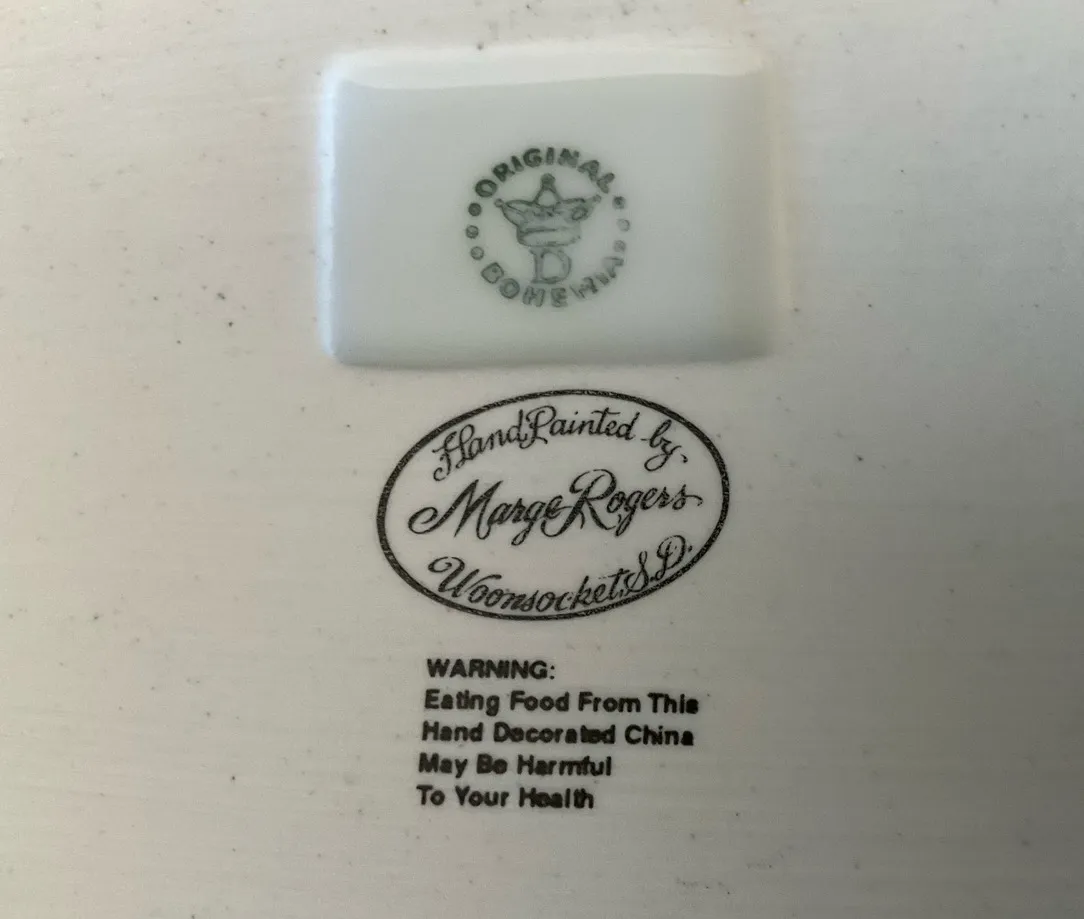 ORIGINAL
D
BOHEMIA
Hand Painted by
Marge Rogers
Woonsocket, S.D.
WARNING:
Eating Food From This
Hand Decorated China
May Be Harmful
To Your Health